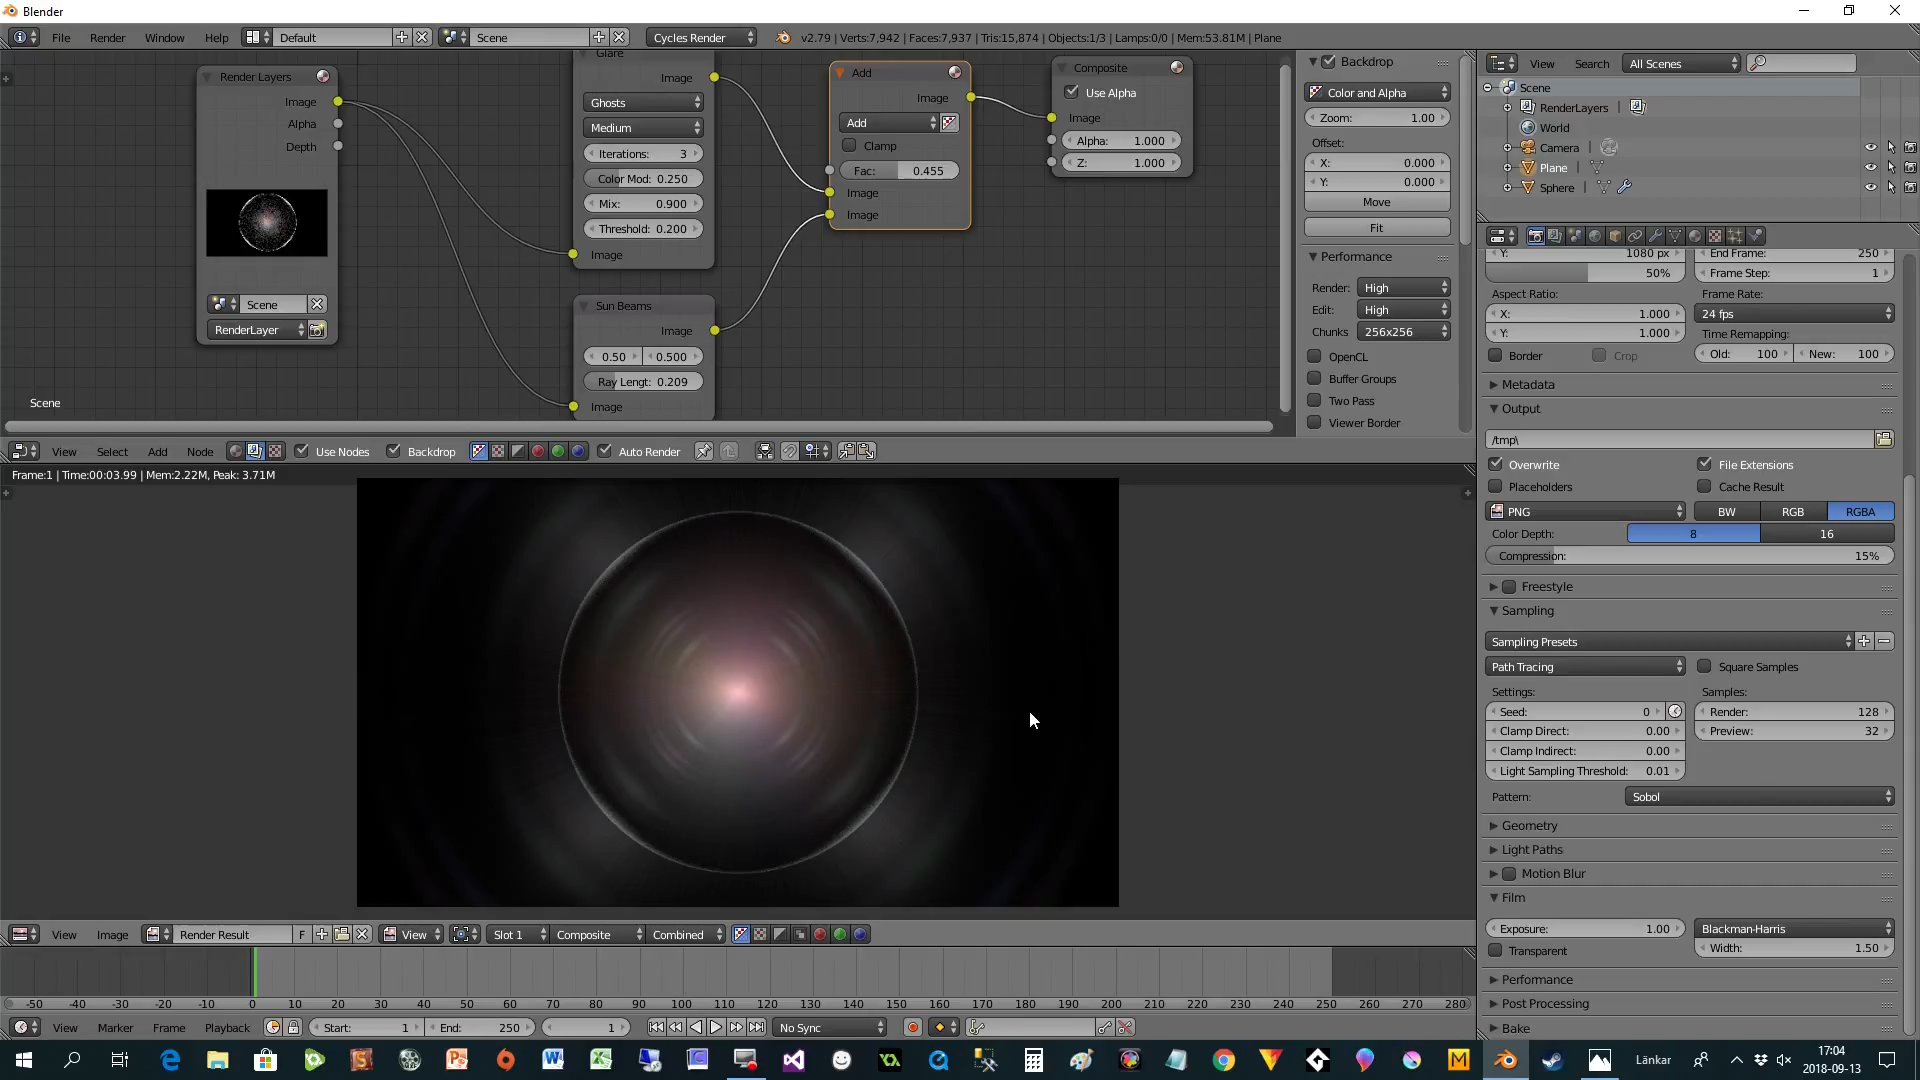 Blender
File Render Window Help Default Scene Cycles Render v2.79 | Verts:7,942 | Faces:7,937 | Tris:15,874 | Objects:1/3 | Lamps:0/0 | Mem:53.81M | Plane
Render Layers
Image
Alpha
Depth
Scene
RenderLayer
Scene
Glare
Image
Ghosts
Medium
Iterations: 3
Color Mod: 0.250
Mix: 0.900
Threshold: 0.200
Image
Sun Beams
Image
0.50 0.500
Ray Lengt: 0.209
Image
Add
Image
Add
Clamp
Fac: 0.455
Image
Image
Composite
Use Alpha
Image
Alpha: 1.000
Z: 1.000
Backdrop
Color and Alpha
Zoom: 1.00
Offset:
X: 0.000
Y: 0.000
Move
Fit
Performance
Render: High
Edit: High
Chunks 256x256
OpenCL
Buffer Groups
Two Pass
Viewer Border
View Select Add Node Use Nodes Backdrop Auto Render
Frame:1 | Time:00:03.99 | Mem:2.22M, Peak: 3.71M
View Image Render Result F View Slot 1 Composite Combined
-50 -40 -30 -20 -10 0 10 20 30 40 50 60 70 80 90 100 110 120 130 140 150 160 170 180 190 200 210 220 230 240 250 260 270 280
View Marker Frame Playback Start: 1 End: 250 1 No Sync
View Search All Scenes
Scene
RenderLayers
World
Camera
Plane
Sphere
Y: 1080 px End Frame: 250
50% Frame Step: 1
Aspect Ratio: Frame Rate:
X: 1.000 24 fps
Y: 1.000 Time Remapping:
Border Crop Old: 100 New: 100
Metadata
Output
/tmp\
Overwrite File Extensions
Placeholders Cache Result
PNG BW RGB RGBA
Color Depth: 8 16
Compression: 15%
Freestyle
Sampling
Sampling Presets
Path Tracing Square Samples
Settings: Samples:
Seed: 0 Render: 128
Clamp Direct: 0.00 Preview: 32
Clamp Indirect: 0.00
Light Sampling Threshold: 0.01
Pattern: Sobol
Geometry
Light Paths
Motion Blur
Film
Exposure: 1.00 Blackman-Harris
Transparent Width: 1.50
Performance
Post Processing
Bake
Länkar 17:04
2018-09-13